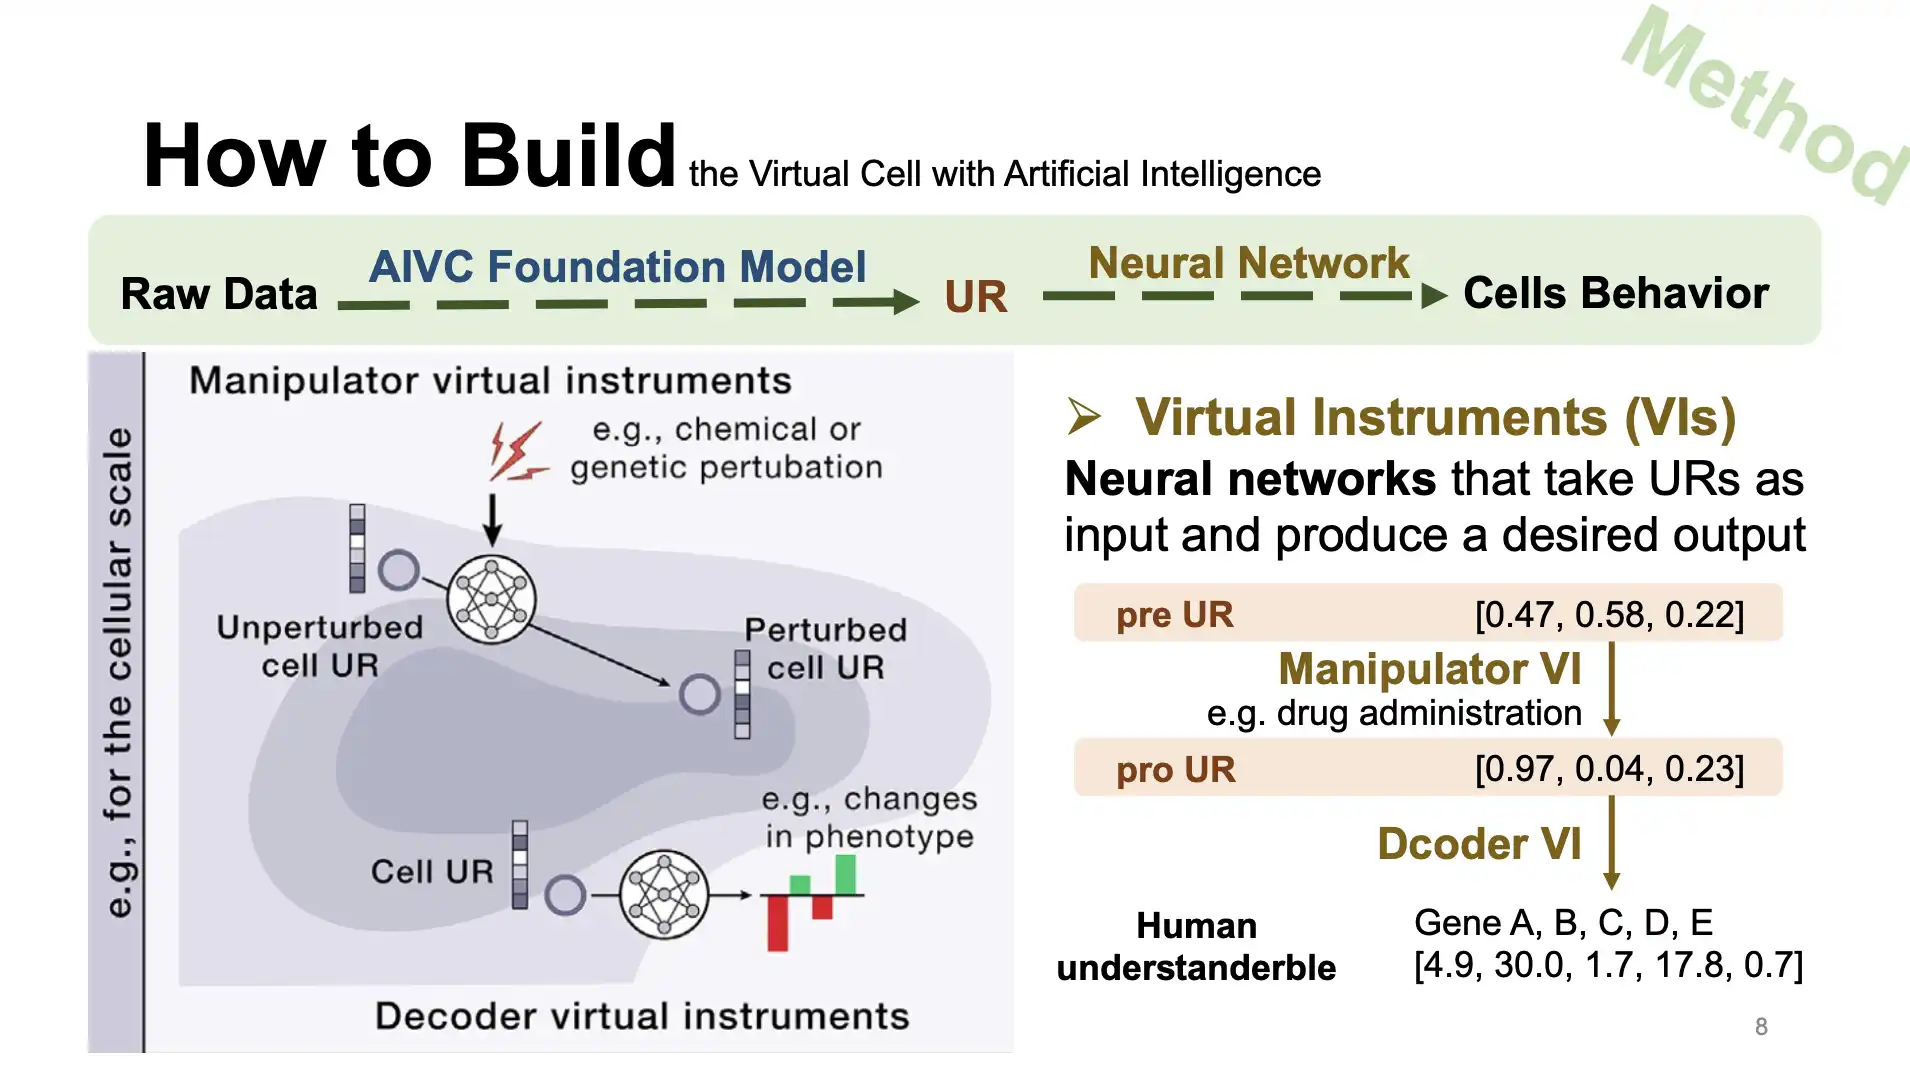 Method
How to Build the Virtual Cell with Artificial Intelligence
Raw Data
AIVC Foundation Model
UR
Neural Network
Cells Behavior
e.g., for the cellular scale
Manipulator virtual instruments
e.g., chemical or
genetic pertubation
Unperturbed
cell UR
Perturbed
cell UR
e.g., changes
in phenotype
Cell UR
Decoder virtual instruments
➢ Virtual Instruments (VIs)
Neural networks that take URs as
input and produce a desired output
pre UR [0.47, 0.58, 0.22]
Manipulator VI
e.g. drug administration
pro UR [0.97, 0.04, 0.23]
Dcoder VI
Human
understanderble
Gene A, B, C, D, E
[4.9, 30.0, 1.7, 17.8, 0.7]
8